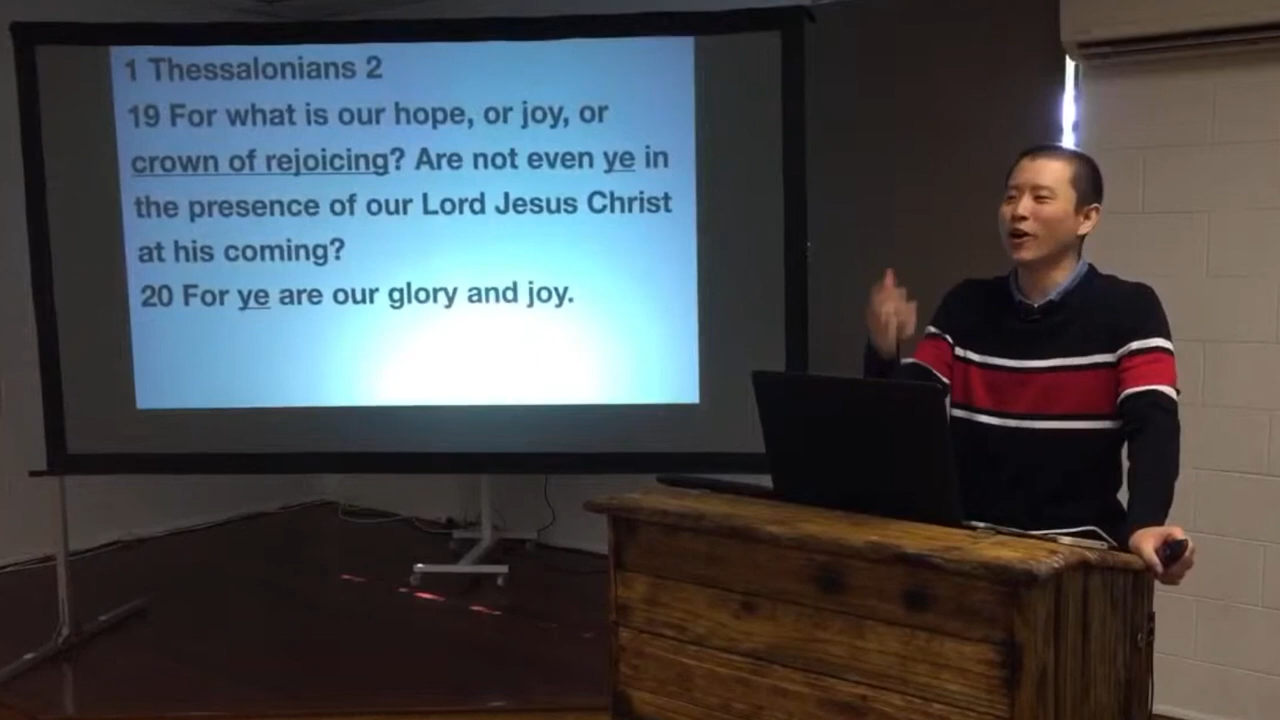 1 Thessalonians 2
19 For what is our hope, or joy, or
crown of rejoicing? Are not even ye in
the presence of our Lord Jesus Christ
at his coming?
20 For ye are our glory and joy.